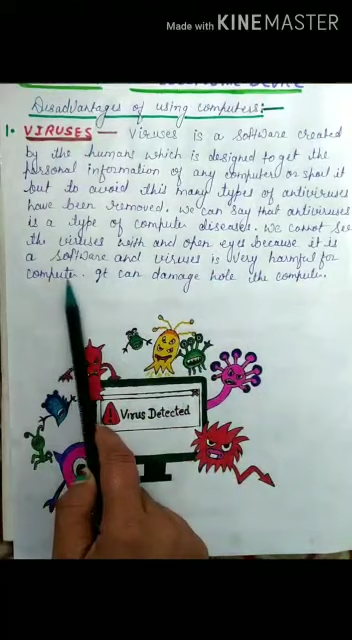 Made with KINEMASTER
DEVICE
Disadvantages of using computers:—
1. VIRUSES — Viruses is a software created
by the humans which is designed to get the
personal information of any computer or spoil it
but to avoid this many types of antiviruses
have been removed. We can say that antiviruses
is a type of computer diseases. We cannot see
the viruses with and open eyes because it is
a software and viruses is very harmful for
computer. It can damage hole the computer.
Virus Detected